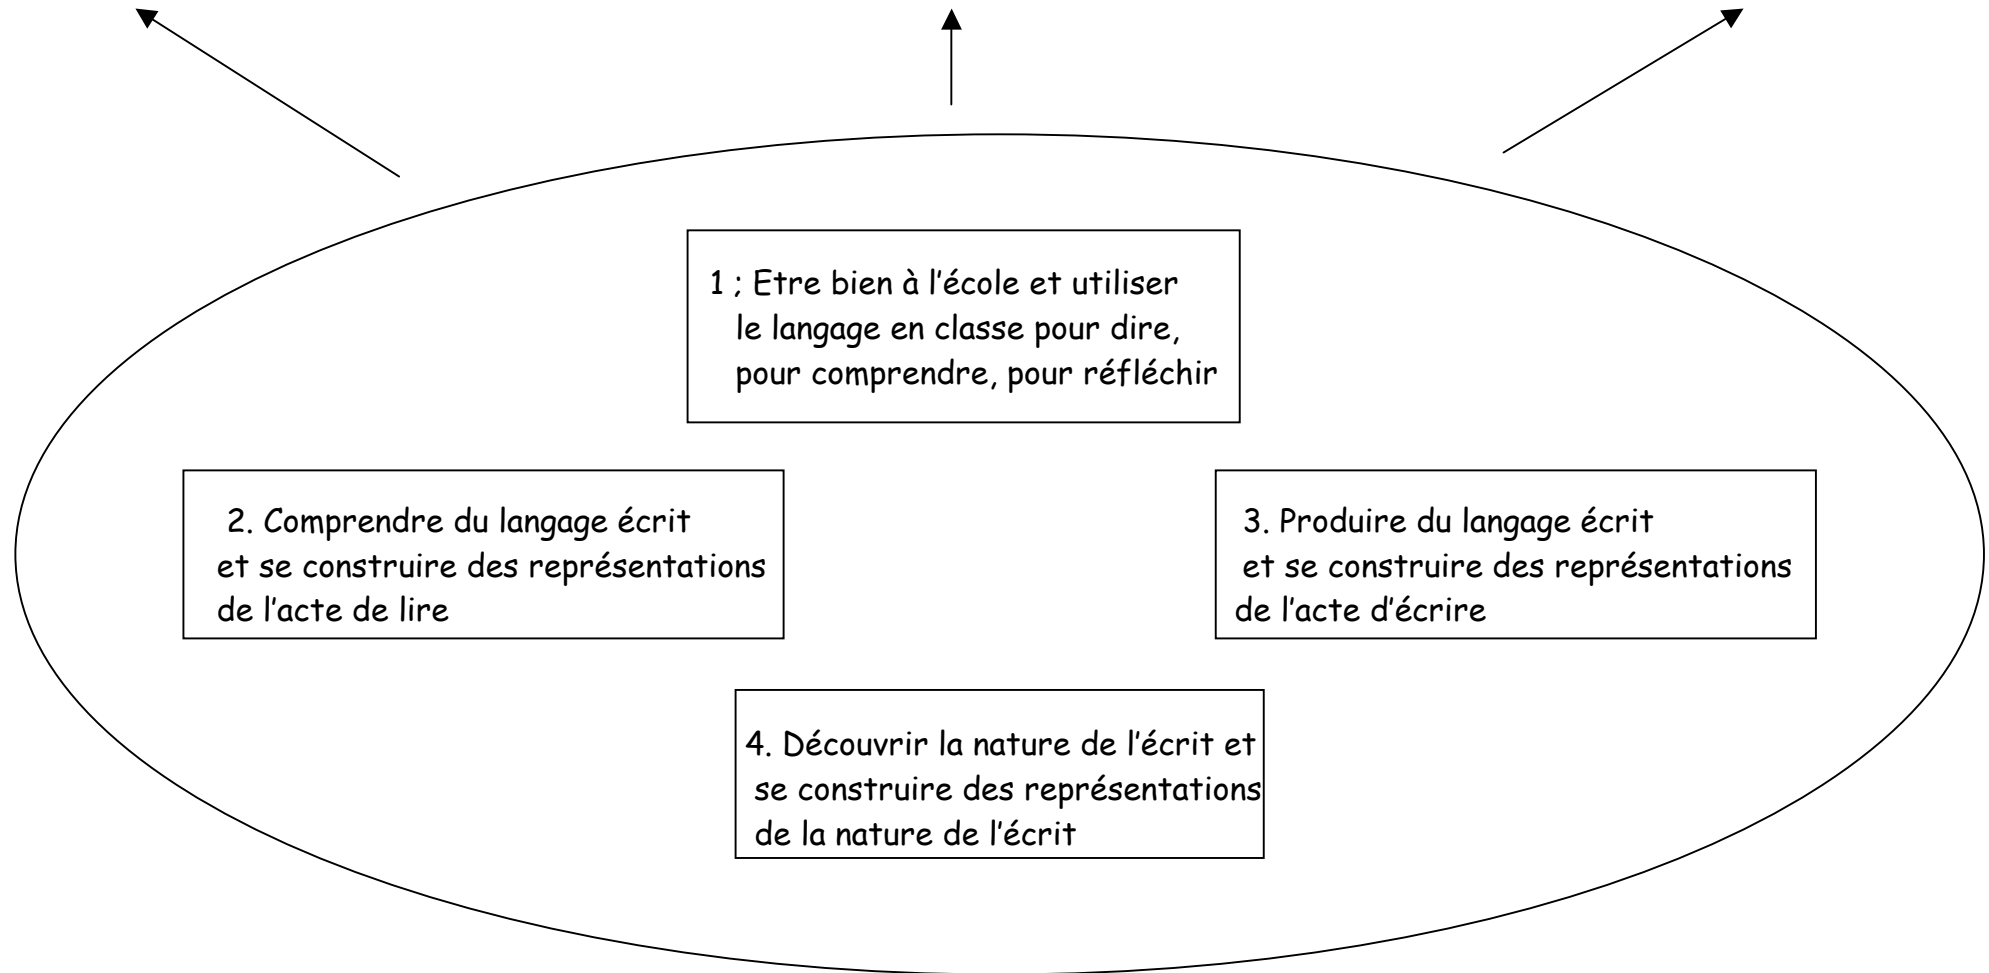 1 ; Etre bien à l'école et utiliser
le langage en classe pour dire,
pour comprendre, pour réfléchir
2. Comprendre du langage écrit
et se construire des représentations
de l'acte de lire
3. Produire du langage écrit
et se construire des représentations
de l'acte d'écrire
4. Découvrir la nature de l'écrit et
se construire des représentations
de la nature de l'écrit